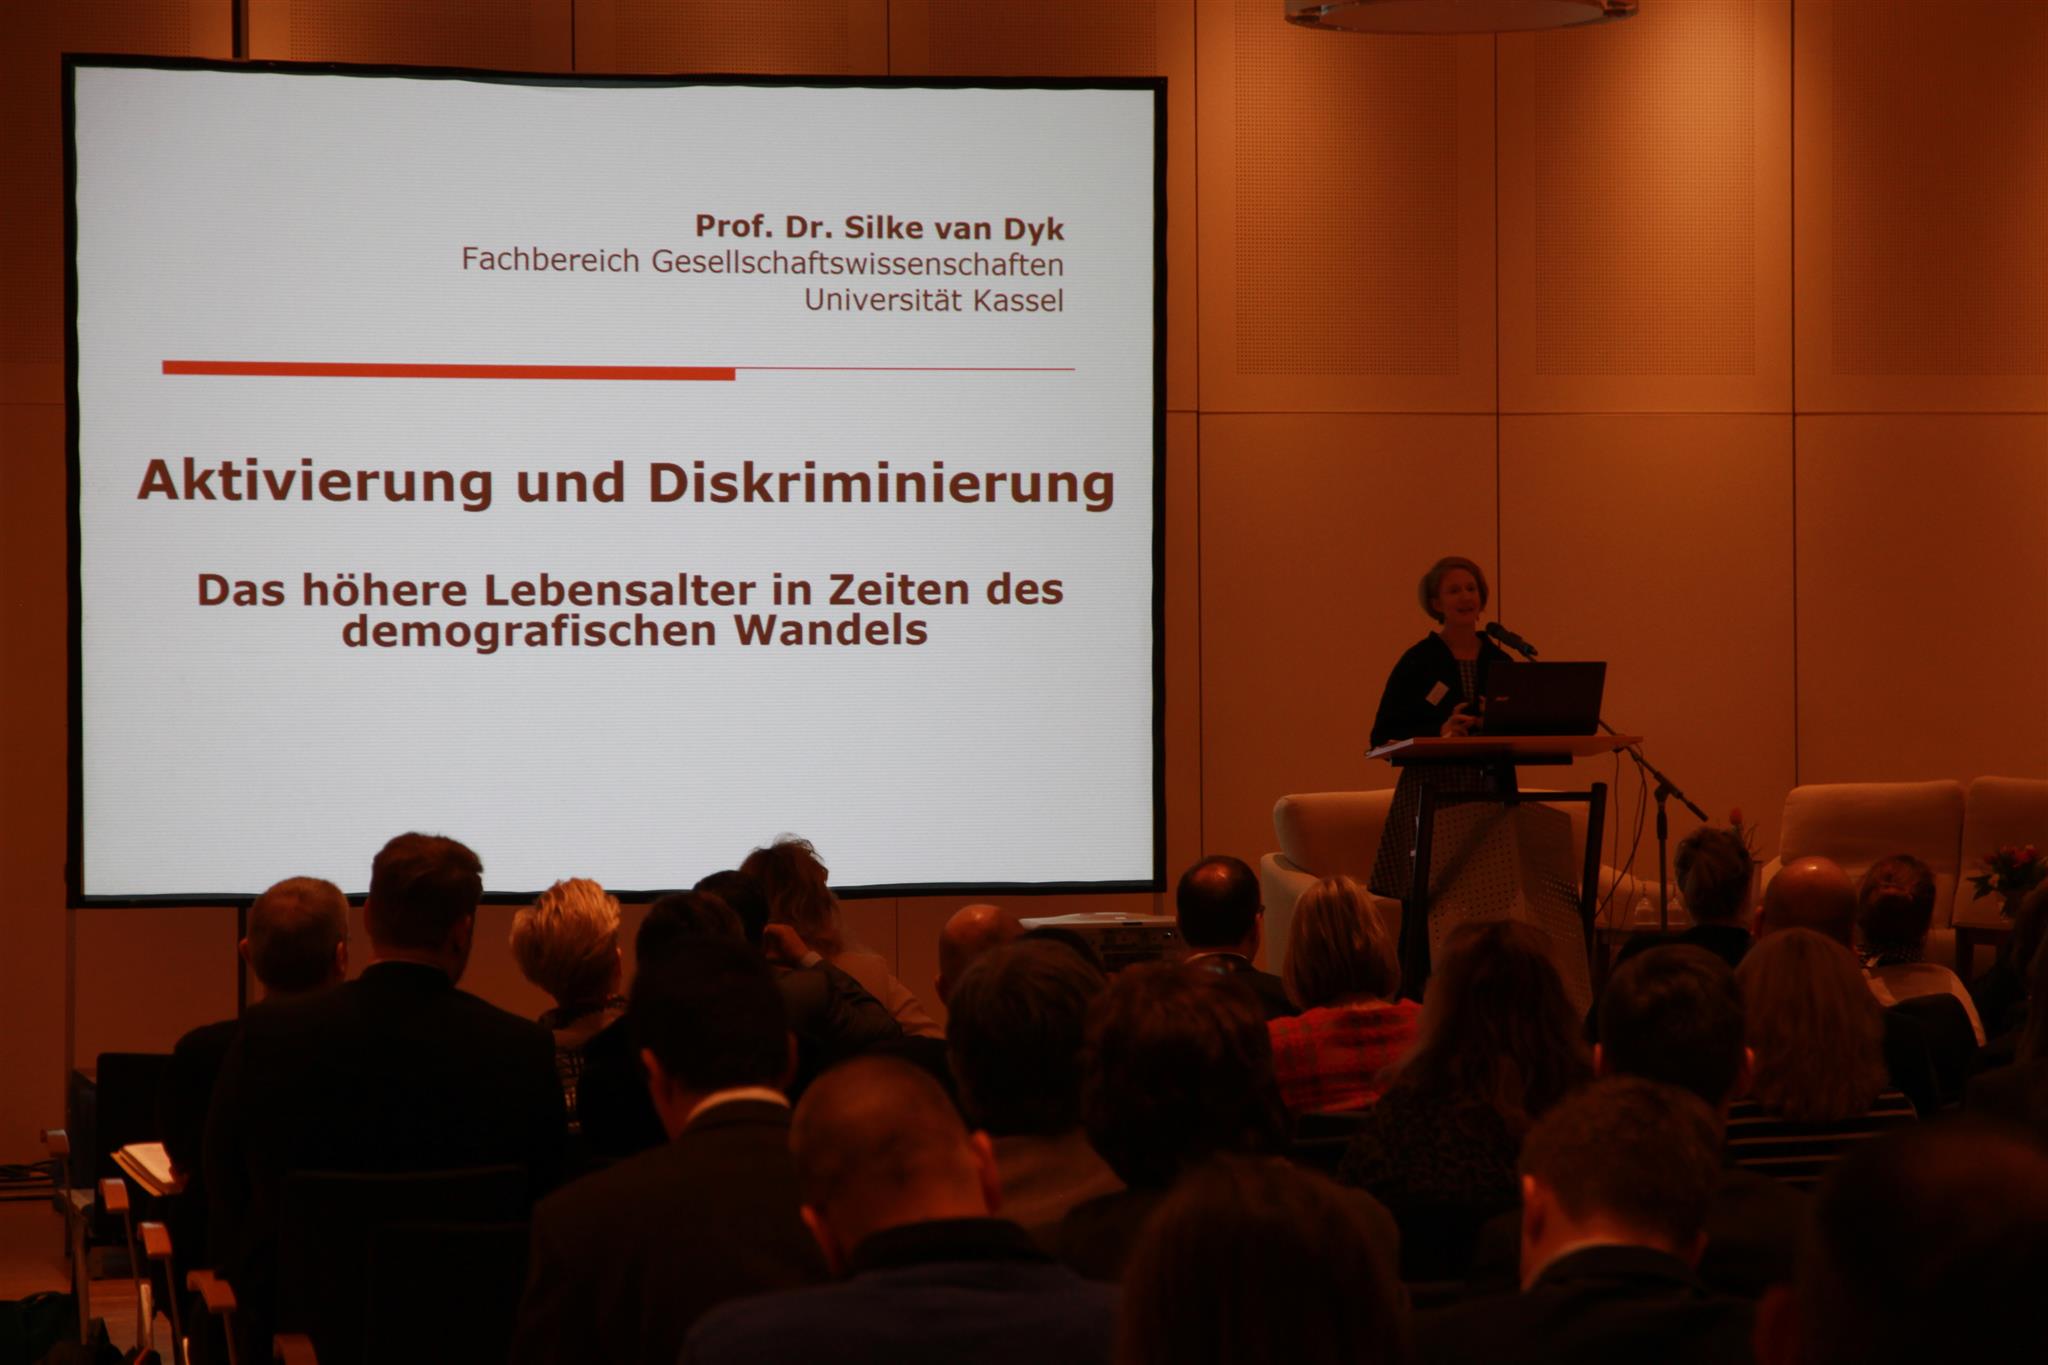 Prof. Dr. Silke van Dyk
Fachbereich Gesellschaftswissenschaften
Universität Kassel
Aktivierung und Diskriminierung
Das höhere Lebensalter in Zeiten des
demografischen Wandels